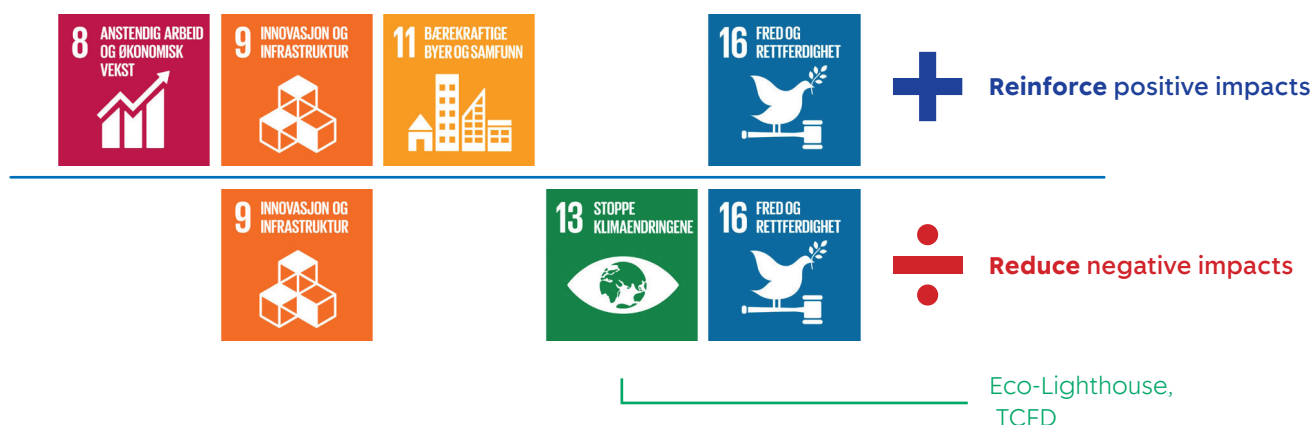 8 ANSTENDIG ARBEID
OG ØKONOMISK
VEKST
9 INNOVASJON OG
INFRASTRUKTUR
11 BÆREKRAFTIGE
BYER OG SAMFUNN
16 FRED OG
RETTFERDIGHET
Reinforce positive impacts
9 INNOVASJON OG
INFRASTRUKTUR
13 STOPPE
KLIMAENDRINGENE
16 FRED OG
RETTFERDIGHET
Reduce negative impacts
Eco-Lighthouse,
TCFD